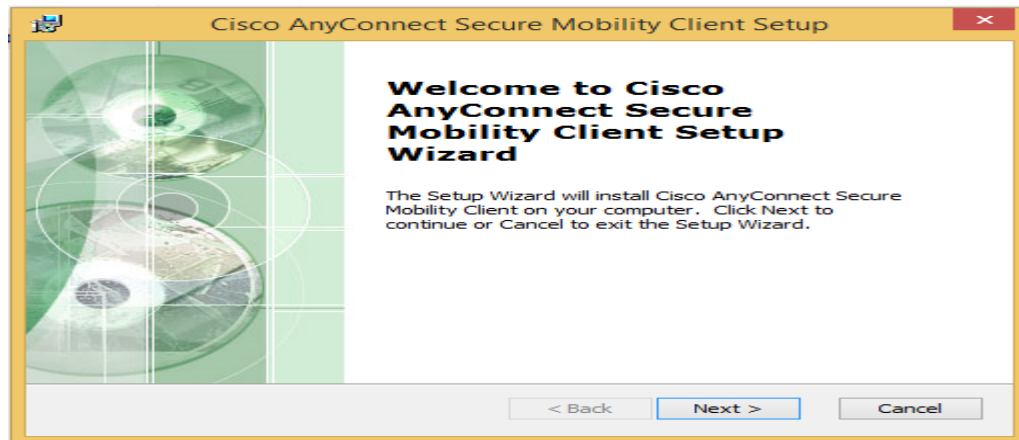 Cisco AnyConnect Secure Mobility Client Setup
Welcome to Cisco
AnyConnect Secure
Mobility Client Setup
Wizard
The Setup Wizard will install Cisco AnyConnect Secure
Mobility Client on your computer. Click Next to
continue or Cancel to exit the Setup Wizard.
< Back
Next >
Cancel